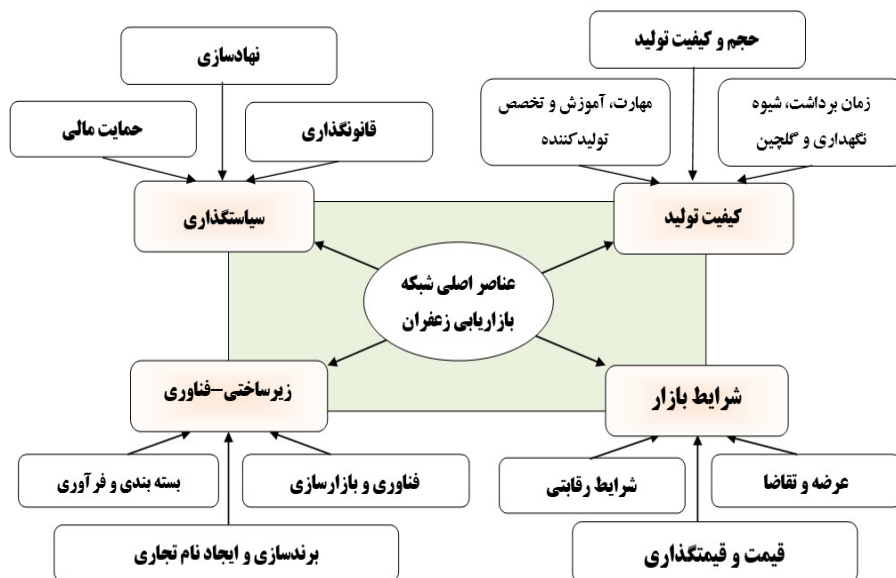 حجم و کیفیت تولید
زمان برداشت، شیوه
نگهداری و گلچین
مهارت، آموزش و تخصص
تولیدکننده
کیفیت تولید
نهادسازی
قانونگذاری
حمایت مالی
سیاستگذاری
عناصر اصلی شبکه
بازاریابی زعفران
شرایط بازار
عرضه و تقاضا
شرایط رقابتی
قیمت و قیمتگذاری
زیرساختی-فناوری
فناوری و بازارسازی
بسته بندی و فرآوری
برندسازی و ایجاد نام تجاری